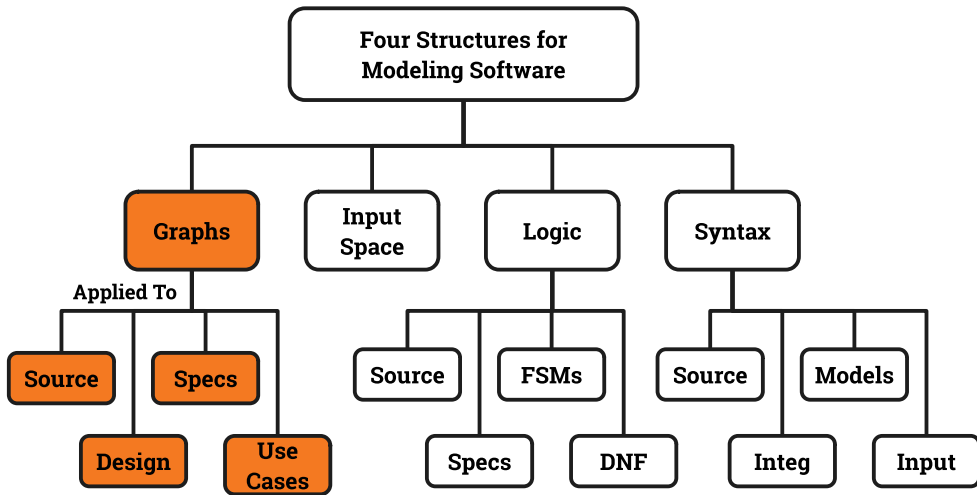 Four Structures for
Modeling Software
Graphs
Input
Space
Logic
Syntax
Applied To
Source
Specs
Source
FSMs
Source
Models
Design
Use
Cases
Specs
DNF
Integ
Input